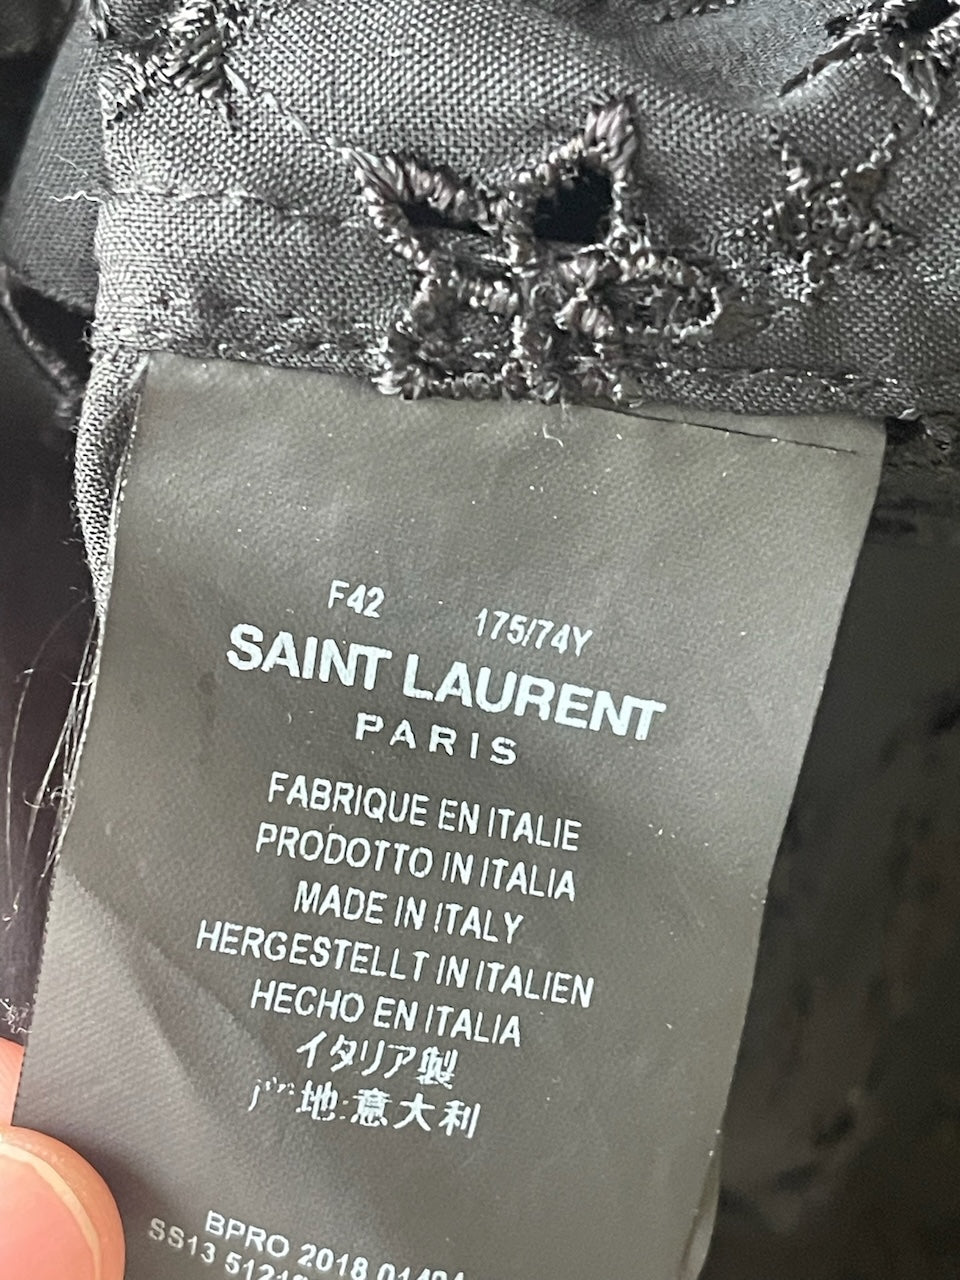 F42 175/74Y
SAINT LAURENT
PARIS
FABRIQUE EN ITALIE
PRODOTTO IN ITALIA
MADE IN ITALY
HERGESTELLT IN ITALIEN
HECHO EN ITALIA
イタリア製
地:意大利
BPRO 2018
SS13